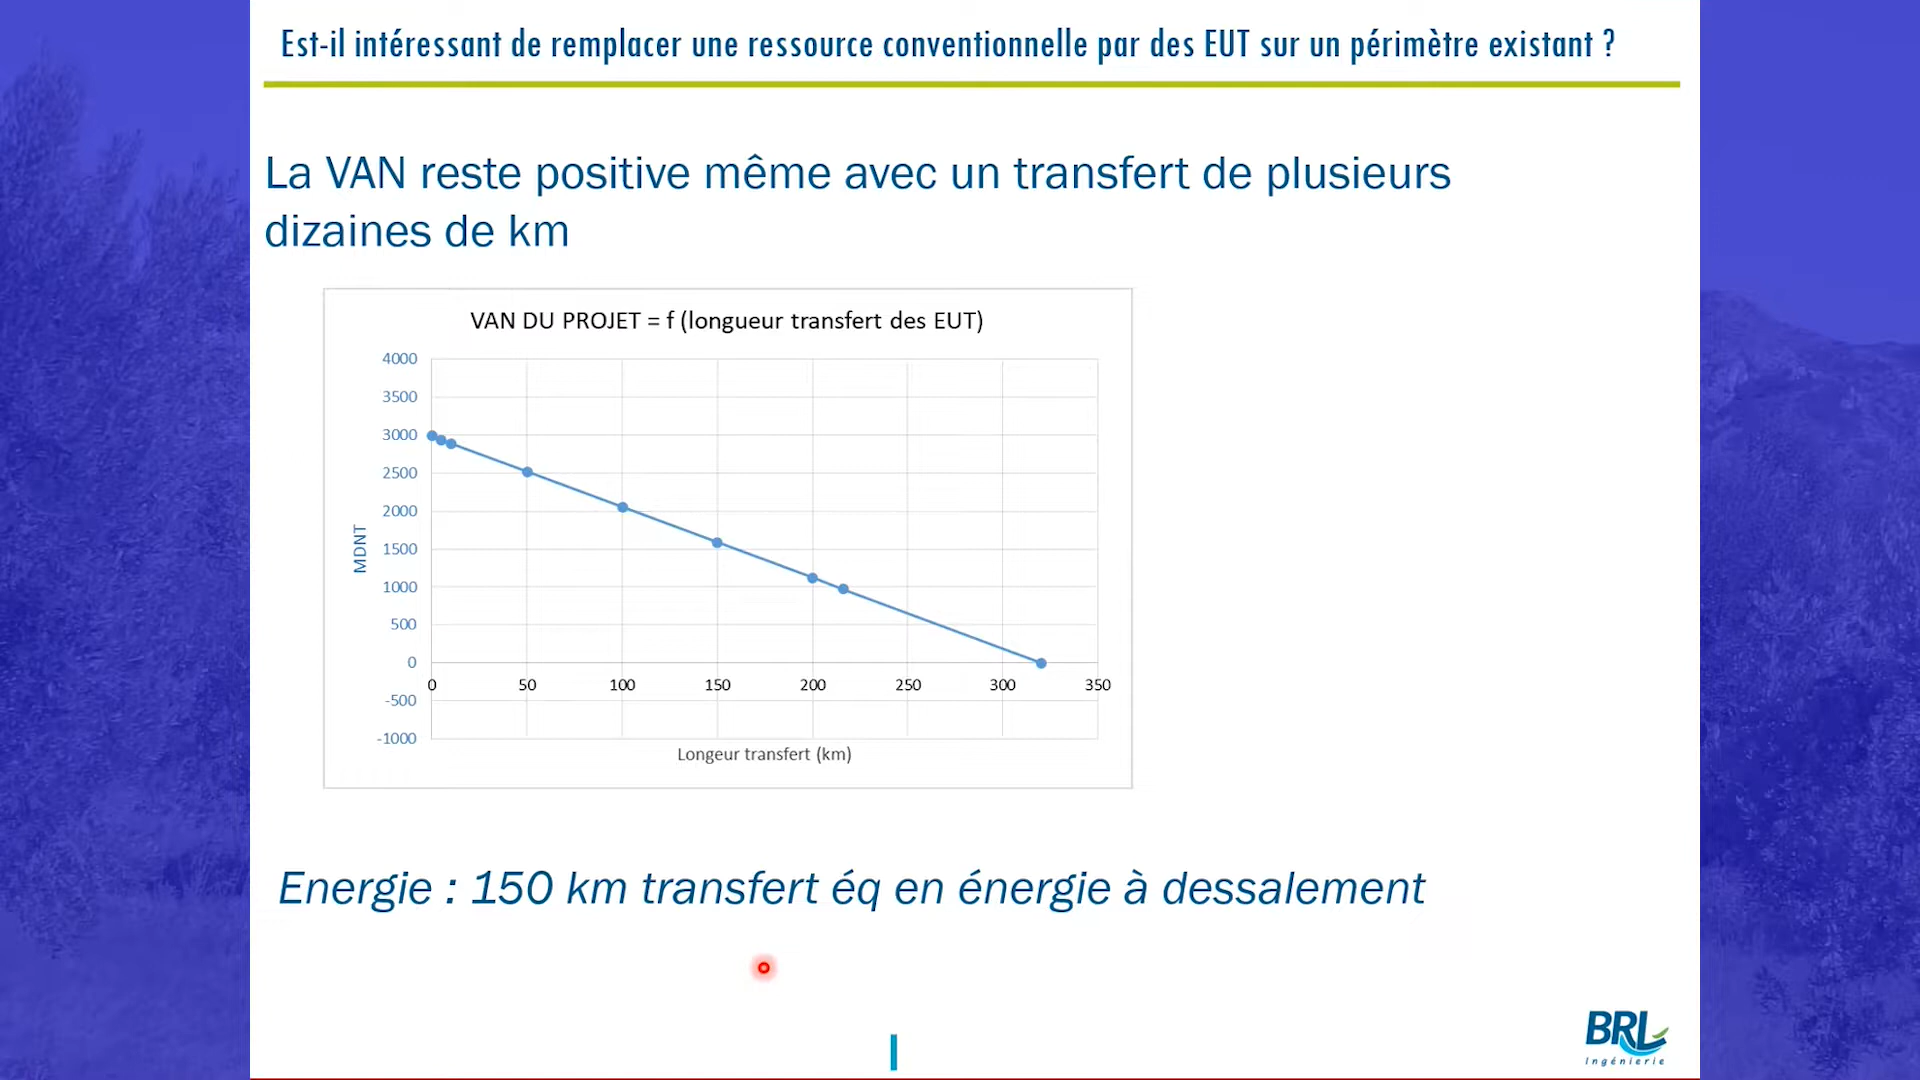 Est-il intéressant de remplacer une ressource conventionnelle par des EUT sur un périmètre existant ?
La VAN reste positive même avec un transfert de plusieurs
dizaines de km
VAN DU PROJET = f (longueur transfert des EUT)
4000
3500
3000
2500
2000
1500
1000
500
0
-500
-1000
MDNT
0 50 100 150 200 250 300 350
Longeur transfert (km)
Energie : 150 km transfert éq en énergie à dessalement
BRL
Ingénierie